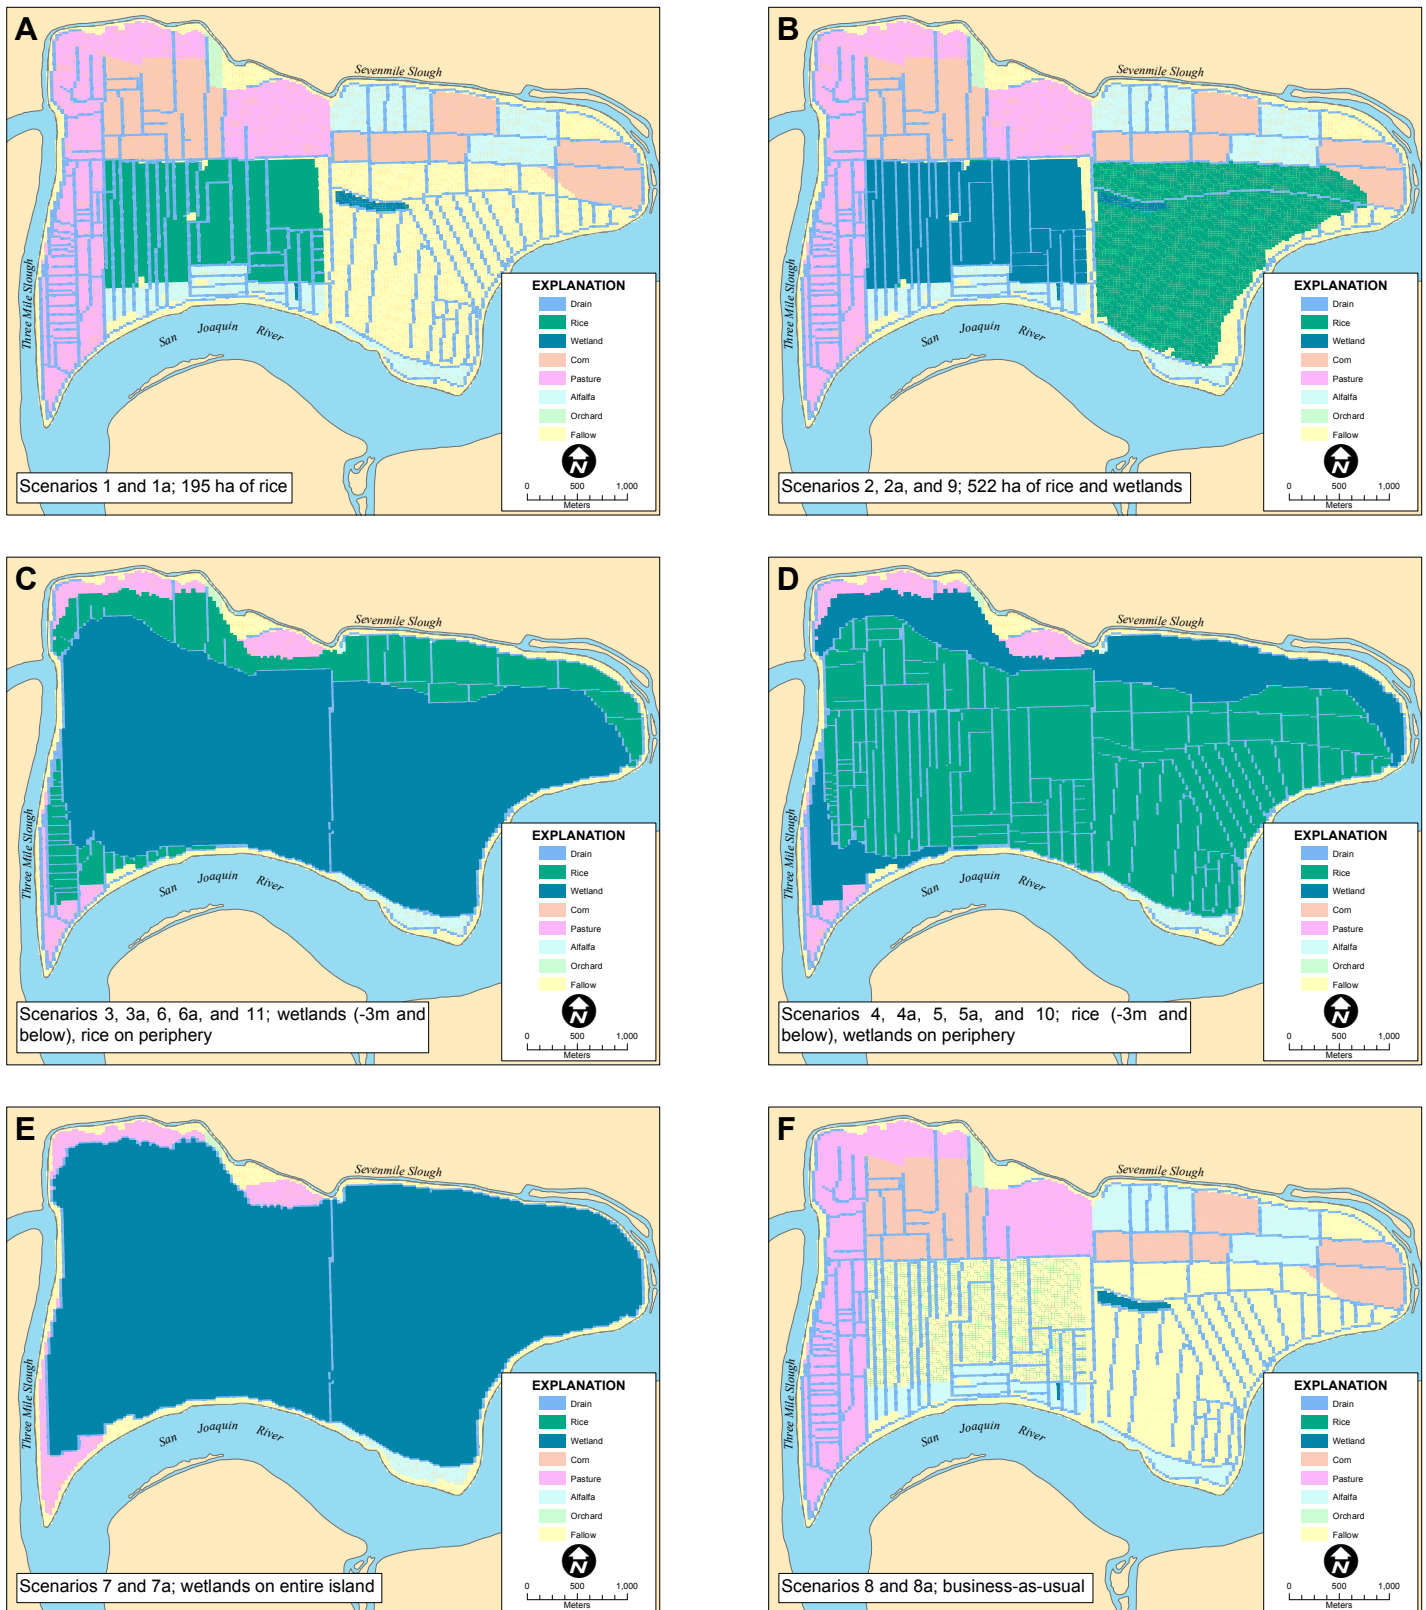 A
Sevenmile Slough
Three Mile Slough
San Joaquin River
EXPLANATION
Drain
Rice
Wetland
Corn
Pasture
Alfalfa
Orchard
Fallow
N
0 500 1,000
Meters
Scenarios 1 and 1a; 195 ha of rice
B
Sevenmile Slough
Three Mile Slough
San Joaquin River
EXPLANATION
Drain
Rice
Wetland
Corn
Pasture
Alfalfa
Orchard
Fallow
N
0 500 1,000
Meters
Scenarios 2, 2a, and 9; 522 ha of rice and wetlands
C
Sevenmile Slough
Three Mile Slough
San Joaquin River
EXPLANATION
Drain
Rice
Wetland
Corn
Pasture
Alfalfa
Orchard
Fallow
N
0 500 1,000
Meters
Scenarios 3, 3a, 6, 6a, and 11; wetlands (-3m and
below), rice on periphery
D
Sevenmile Slough
Three Mile Slough
San Joaquin River
EXPLANATION
Drain
Rice
Wetland
Corn
Pasture
Alfalfa
Orchard
Fallow
N
0 500 1,000
Meters
Scenarios 4, 4a, 5, 5a, and 10; rice (-3m and
below), wetlands on periphery
E
Sevenmile Slough
Three Mile Slough
San Joaquin River
EXPLANATION
Drain
Rice
Wetland
Corn
Pasture
Alfalfa
Orchard
Fallow
N
0 500 1,000
Meters
Scenarios 7 and 7a; wetlands on entire island
F
Sevenmile Slough
Three Mile Slough
San Joaquin River
EXPLANATION
Drain
Rice
Wetland
Corn
Pasture
Alfalfa
Orchard
Fallow
N
0 500 1,000
Meters
Scenarios 8 and 8a; business-as-usual